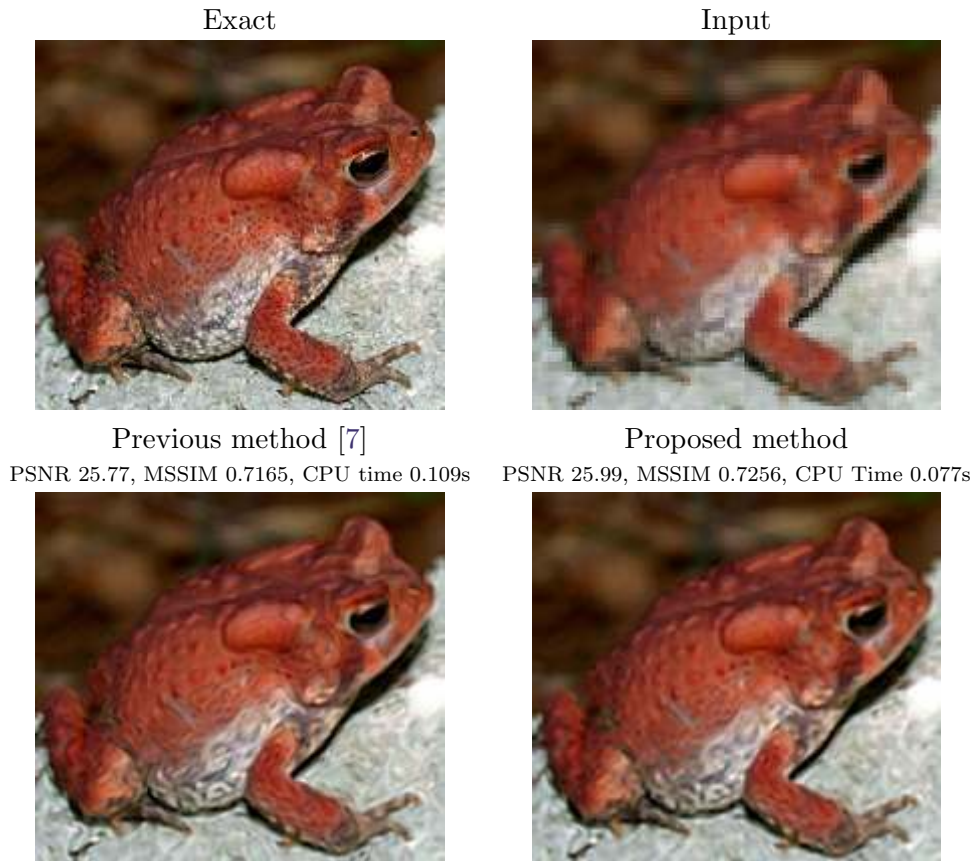 Exact
Input
Previous method [7]
Proposed method
PSNR 25.77, MSSIM 0.7165, CPU time 0.109s
PSNR 25.99, MSSIM 0.7256, CPU Time 0.077s